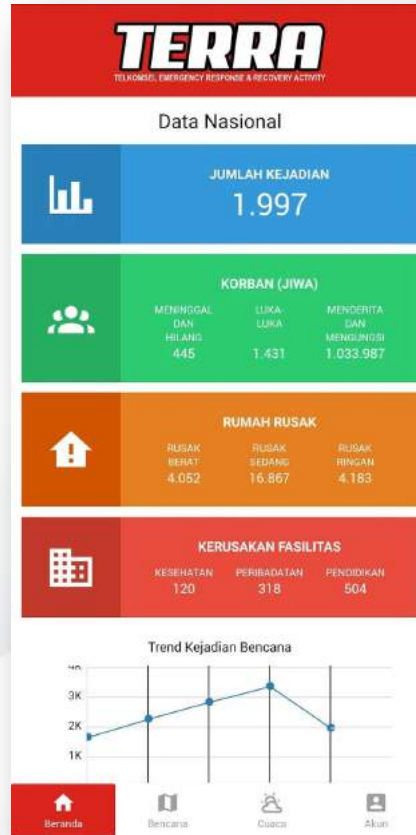 TERRA
TELKOMSEL EMERGENCY RESPONSE & RECOVERY ACTIVITY
Data Nasional
JUMLAH KEJADIAN
1.997
KORBAN (JIWA)
MENINGGAL DAN HILANG
445
LUKA-LUKA
1.431
MENDERITA DAN MENGUNGSI
1.033.987
RUMAH RUSAK
RUSAK BERAT
4.052
RUSAK SEDANG
16.867
RUSAK RINGAN
4.183
KERUSAKAN FASILITAS
KESEHATAN PERIBADATAN PENDIDIKAN
120 318 504
Trend Kejadian Bencana
4K
3K
2K
1K
Beranda Bencana Cuaca Akun